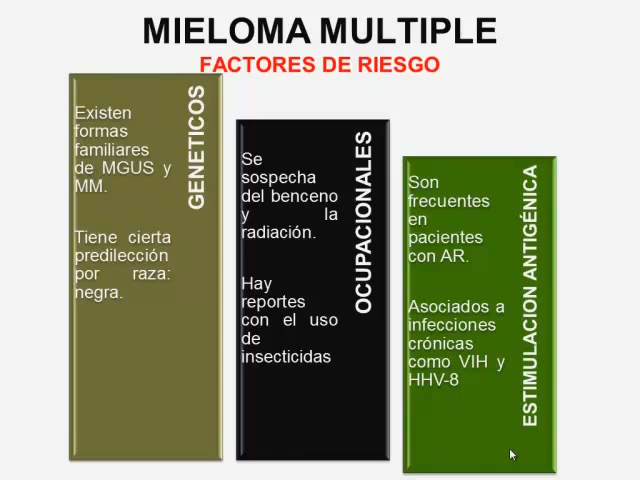 MIELOMA MULTIPLE
FACTORES DE RIESGO
GENETICOS
Existen
formas
familiares
de MGUS y
MM.
Tiene cierta
predilección
por raza:
negra.
OCUPACIONALES
Se
sospecha
del benceno
y la
radiación.
Hay
reportes
con el uso
de
insecticidas
ESTIMULACION ANTIGÉNICA
Son
frecuentes
en
pacientes
con AR.
Asociados a
infecciones
crónicas
como VIH y
HHV-8